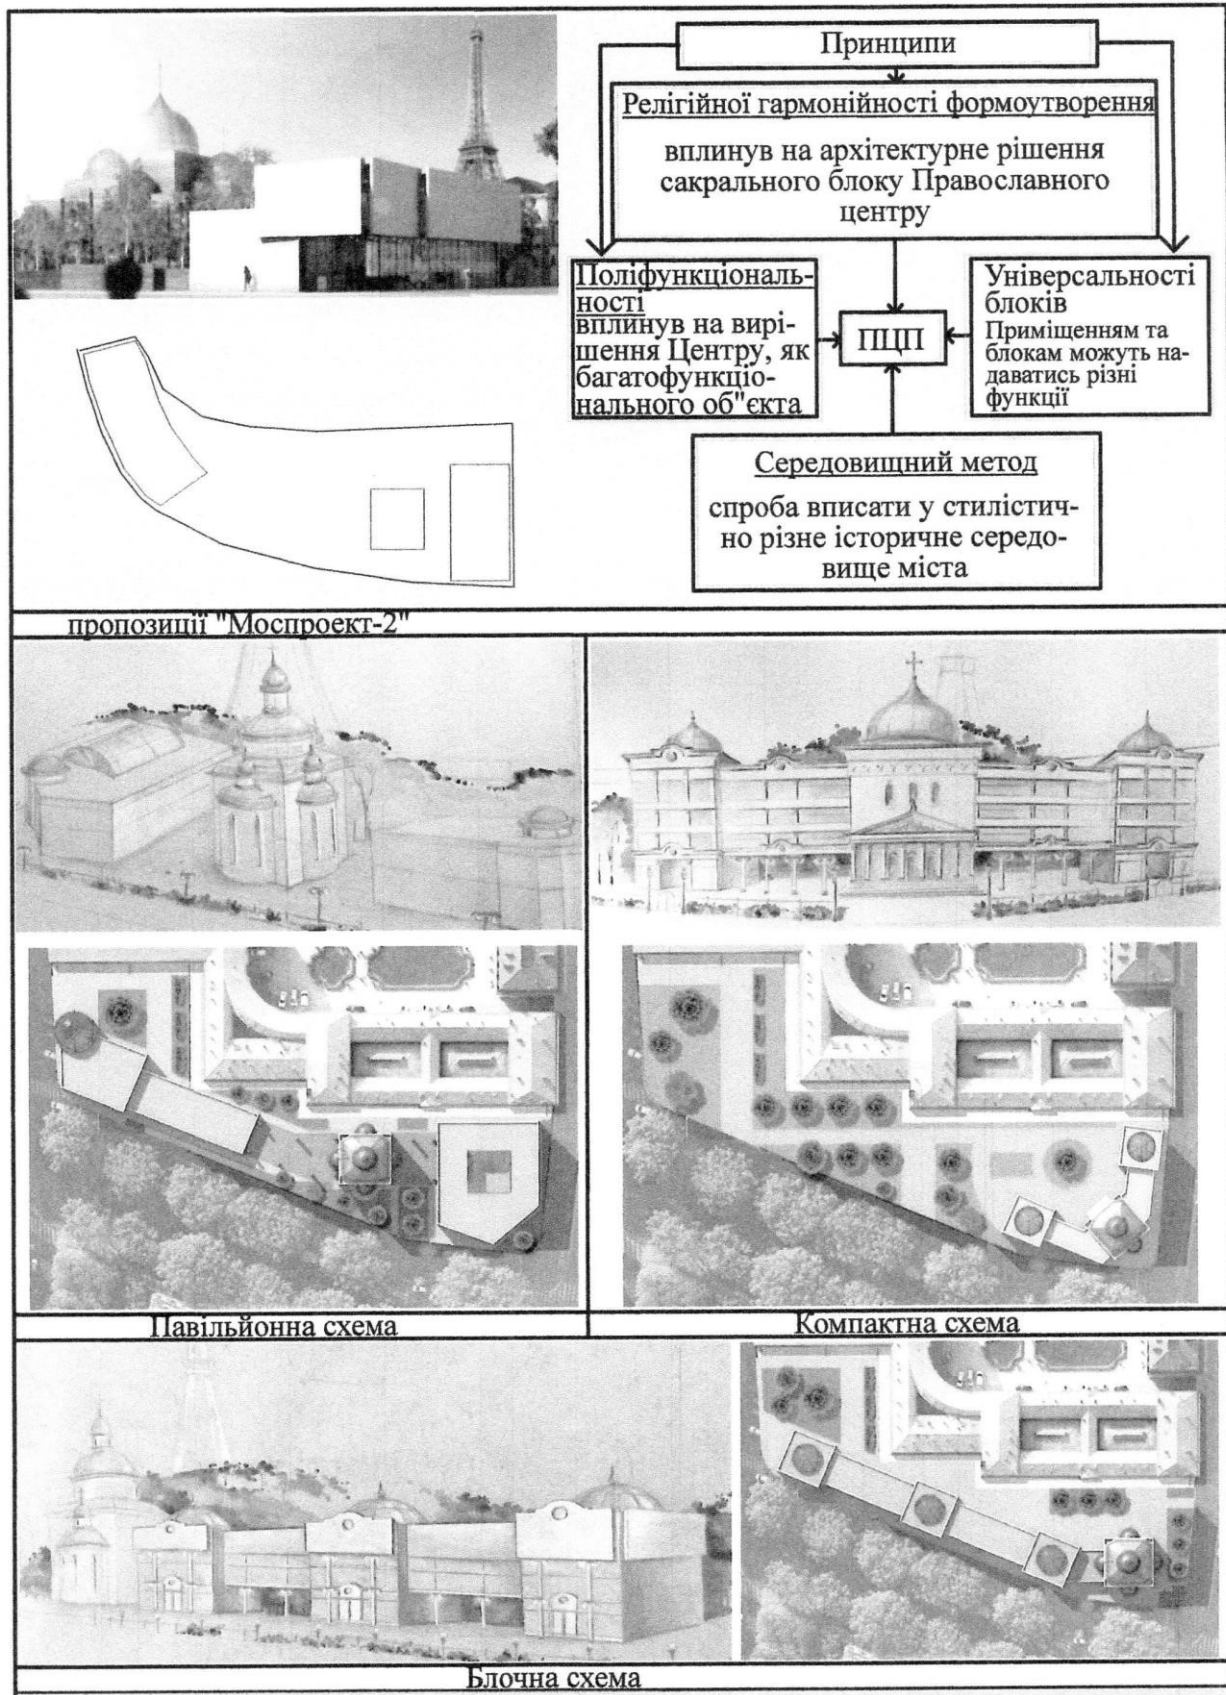 Принципи
Релігійної гармонійності формоутворення
вплинув на архітектурне рішення
сакрального блоку Православного
центру
Поліфункціональ-
ності
вплинув на вирі-
шення Центру, як
багатофункціо-
нального об"єкта
ПЦП
Універсальності
блоків
Приміщенням та
блокам можуть на-
даватись різні
функції
Середовищний метод
спроба вписати у стилістич-
но різне історичне середо-
вище міста
пропозиції "Моспроект-2"
Павільйонна схема
Компактна схема
Блочна схема